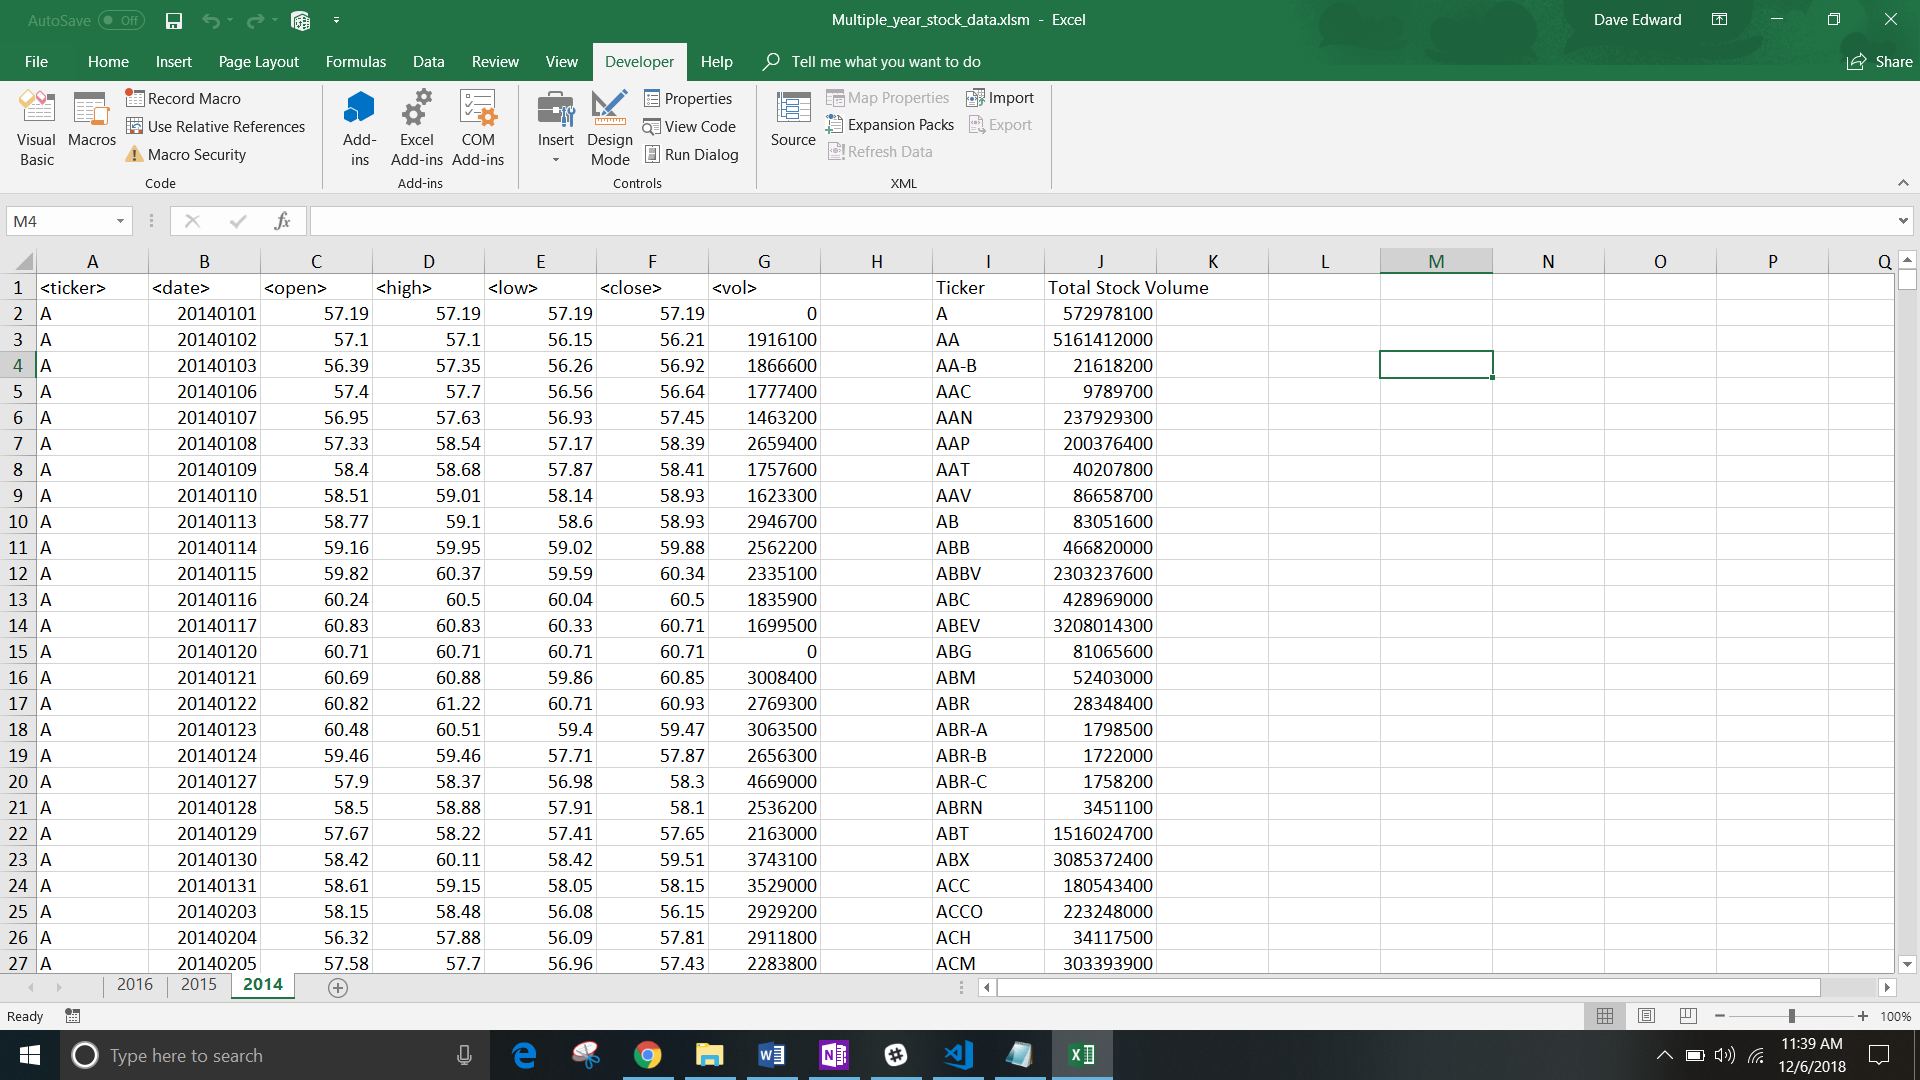 AutoSave Off Multiple_year_stock_data.xlsm - Excel Dave Edward
File Home Insert Page Layout Formulas Data Review View Developer Help Tell me what you want to do Share
Visual Basic
Macros
Record Macro
Use Relative References
Macro Security
Code
Add-ins
Excel Add-ins
COM Add-ins
Add-ins
Insert
Design Mode
Properties
View Code
Run Dialog
Controls
Source
Map Properties
Expansion Packs
Refresh Data
Import
Export
XML
M4 fx
A B C D E F G H I J K L M N O P Q
1 <ticker> <date> <open> <high> <low> <close> <vol> Ticker Total Stock Volume
2 A 20140101 57.19 57.19 57.19 57.19 0 A 572978100
3 A 20140102 57.1 57.1 56.15 56.21 1916100 AA 5161412000
4 A 20140103 56.39 57.35 56.26 56.92 1866600 AA-B 21618200
5 A 20140106 57.4 57.7 56.56 56.64 1777400 AAC 9789700
6 A 20140107 56.95 57.63 56.93 57.45 1463200 AAN 237929300
7 A 20140108 57.33 58.54 57.17 58.39 2659400 AAP 200376400
8 A 20140109 58.4 58.68 57.87 58.41 1757600 AAT 40207800
9 A 20140110 58.51 59.01 58.14 58.93 1623300 AAV 86658700
10 A 20140113 58.77 59.1 58.6 58.93 2946700 AB 83051600
11 A 20140114 59.16 59.95 59.02 59.88 2562200 ABB 466820000
12 A 20140115 59.82 60.37 59.59 60.34 2335100 ABBV 2303237600
13 A 20140116 60.24 60.5 60.04 60.5 1835900 ABC 428969000
14 A 20140117 60.83 60.83 60.33 60.71 1699500 ABEV 3208014300
15 A 20140120 60.71 60.71 60.71 60.71 0 ABG 81065600
16 A 20140121 60.69 60.88 59.86 60.85 3008400 ABM 52403000
17 A 20140122 60.82 61.22 60.71 60.93 2769300 ABR 28348400
18 A 20140123 60.48 60.51 59.4 59.47 3063500 ABR-A 1798500
19 A 20140124 59.46 59.46 57.71 57.87 2656300 ABR-B 1722000
20 A 20140127 57.9 58.37 56.98 58.3 4669000 ABR-C 1758200
21 A 20140128 58.5 58.88 57.91 58.1 2536200 ABRN 3451100
22 A 20140129 57.67 58.22 57.41 57.65 2163000 ABT 1516024700
23 A 20140130 58.42 60.11 58.42 59.51 3743100 ABX 3085372400
24 A 20140131 58.61 59.15 58.05 58.15 3529000 ACC 180543400
25 A 20140203 58.15 58.48 56.08 56.15 2929200 ACCO 223248000
26 A 20140204 56.32 57.88 56.09 57.81 2911800 ACH 34117500
27 A 20140205 57.58 57.7 56.96 57.43 2283800 ACM 303393900
2016 2015 2014
Ready 100%
Type here to search 11:39 AM
12/6/2018